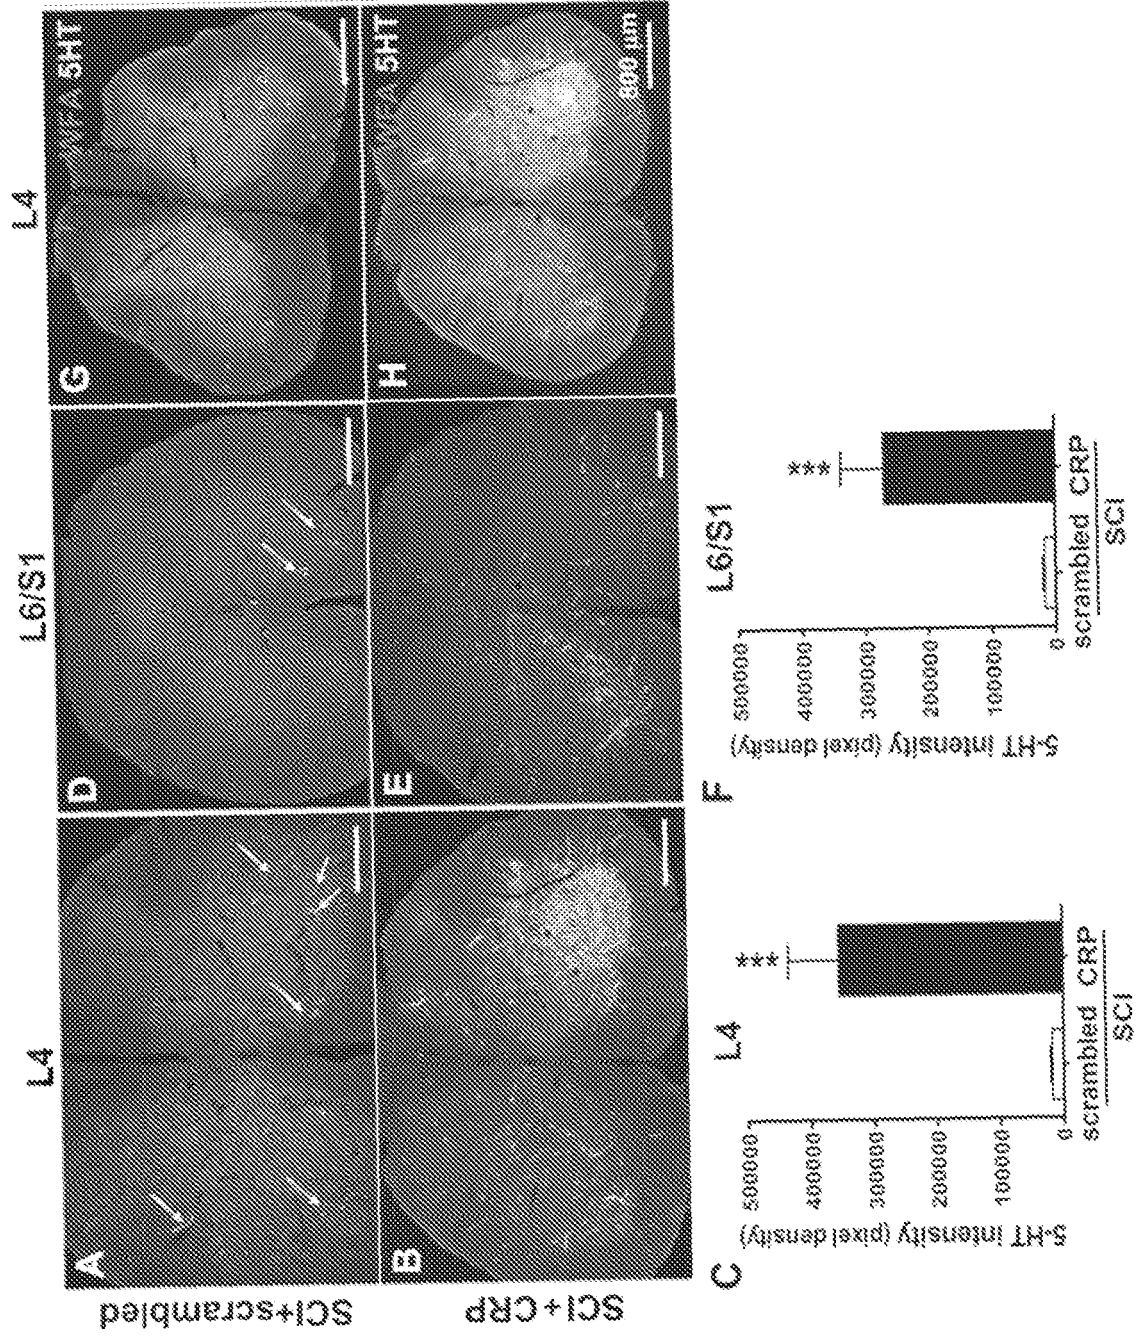 L4
L6/S1
L4
SCI+scrambled
A
D
G
5HT
SCI+CRP
B
E
H
WFA 5HT
800 µm
C
L4
5-HT intensity (pixel density)
500000
400000
300000
200000
100000
0
***
scrambled CRP
SCI
F
L6/S1
5-HT intensity (pixel density)
500000
400000
300000
200000
100000
0
***
scrambled CRP
SCI